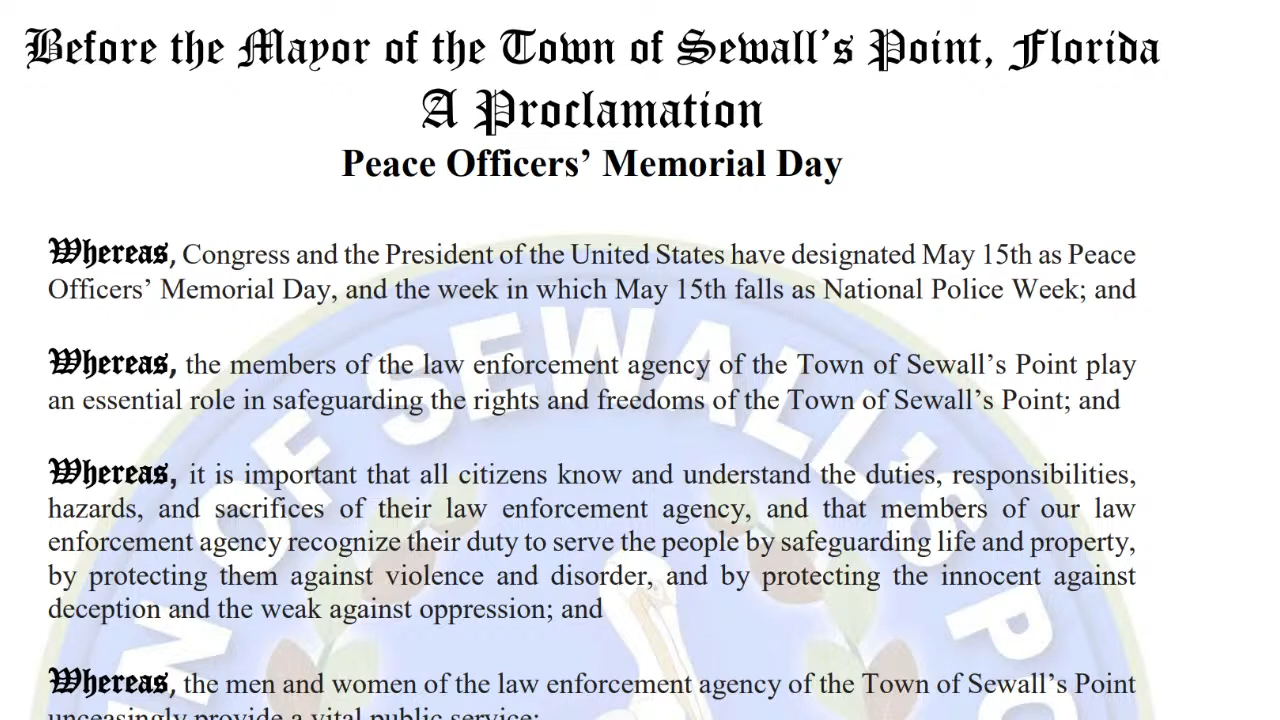 Before the Mayor of the Town of Sewall’s Point, Florida
A Proclamation
Peace Officers’ Memorial Day
Whereas, Congress and the President of the United States have designated May 15th as Peace
Officers’ Memorial Day, and the week in which May 15th falls as National Police Week; and
Whereas, the members of the law enforcement agency of the Town of Sewall’s Point play
an essential role in safeguarding the rights and freedoms of the Town of Sewall’s Point; and
Whereas, it is important that all citizens know and understand the duties, responsibilities,
hazards, and sacrifices of their law enforcement agency, and that members of our law
enforcement agency recognize their duty to serve the people by safeguarding life and property,
by protecting them against violence and disorder, and by protecting the innocent against
deception and the weak against oppression; and
Whereas, the men and women of the law enforcement agency of the Town of Sewall’s Point
unceasingly provide a vital public service;
N OF SEWALL'S PO